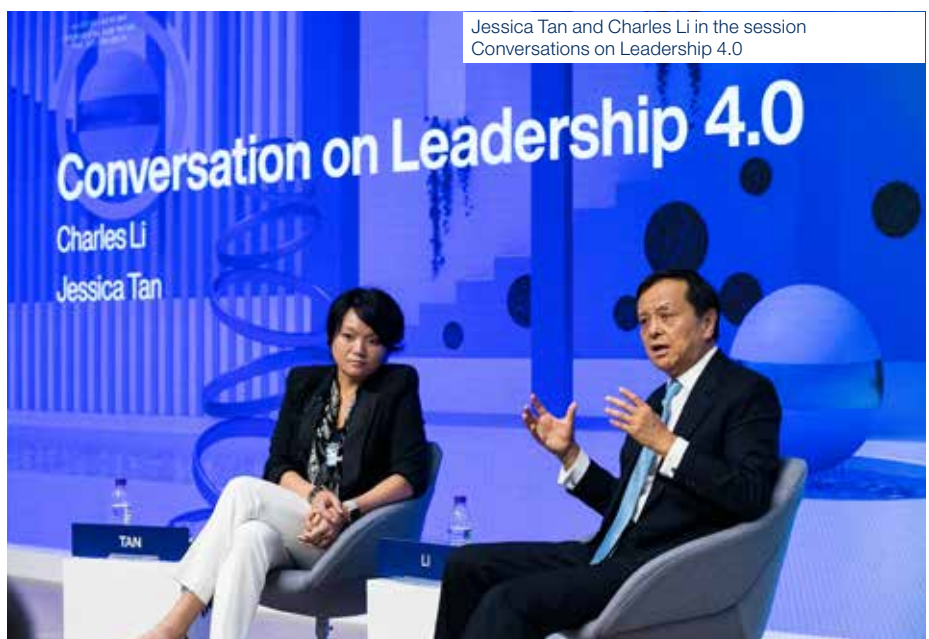 Jessica Tan and Charles Li in the session
Conversations on Leadership 4.0
Conversation on Leadership 4.0
Charles Li
Jessica Tan
TAN
LI